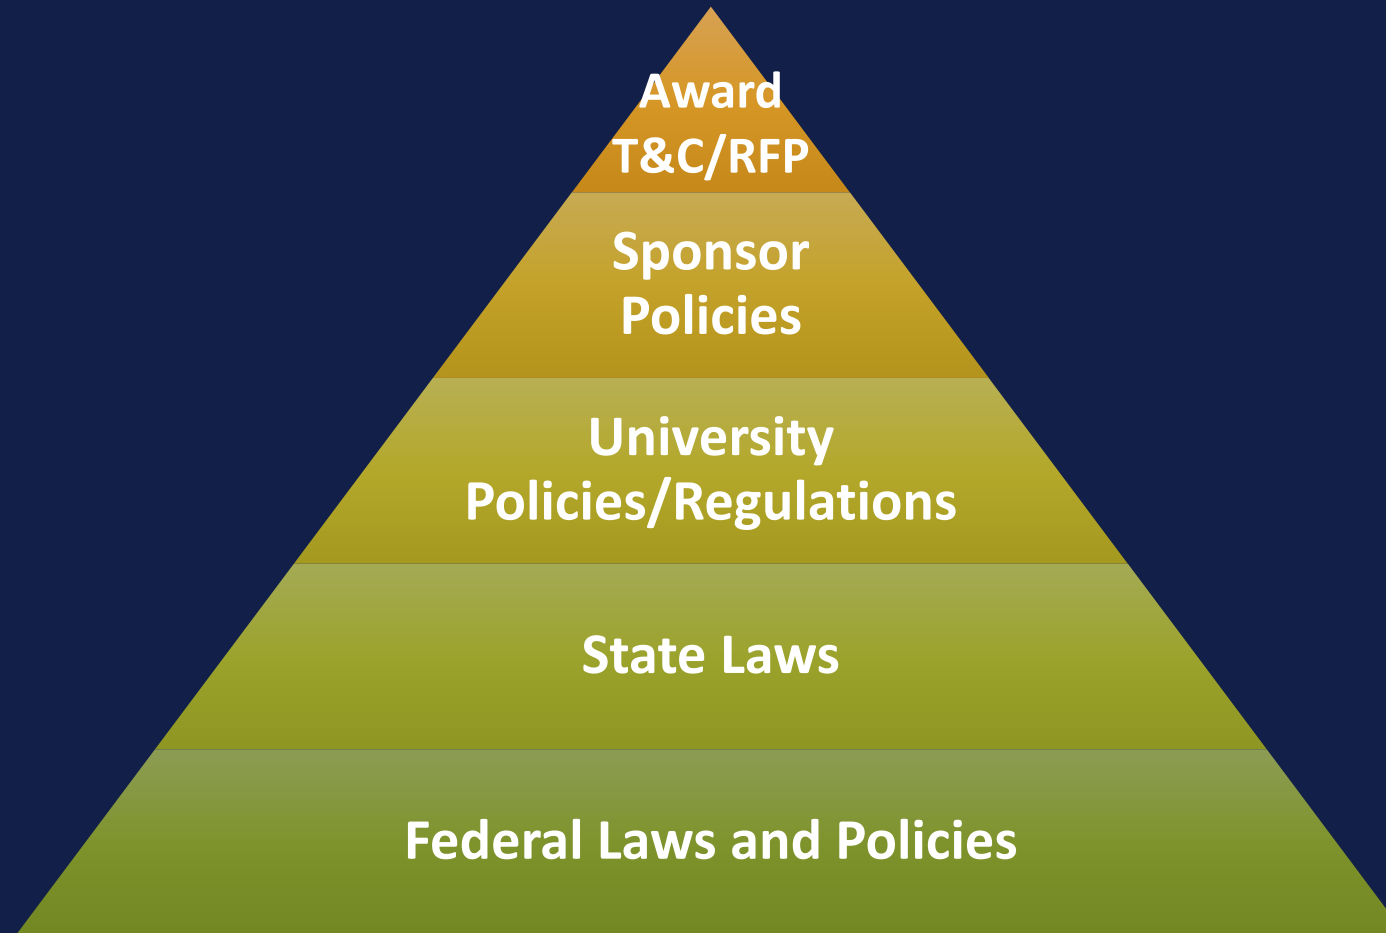 Award
T&C/RFP
Sponsor
Policies
University
Policies/Regulations
State Laws
Federal Laws and Policies